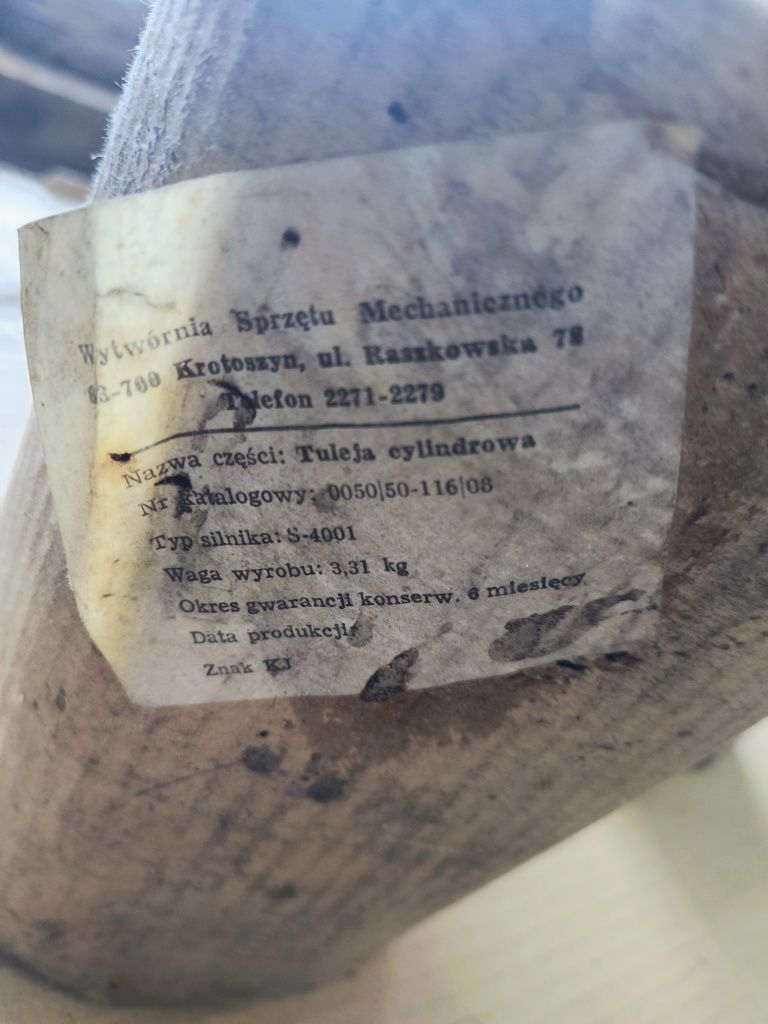 Wytwórnia Sprzętu Mechanicznego
63-700 Krotoszyn, ul. Raszkowska 78
Telefon 2271-2279
Nazwa części: Tuleja cylindrowa
Nr katalogowy: 0050|50-116|08
Typ silnika: S-4001
Waga wyrobu: 3,31 kg
Okres gwarancji konserw. 6 miesięcy.
Data produkcji:
Znak KJ